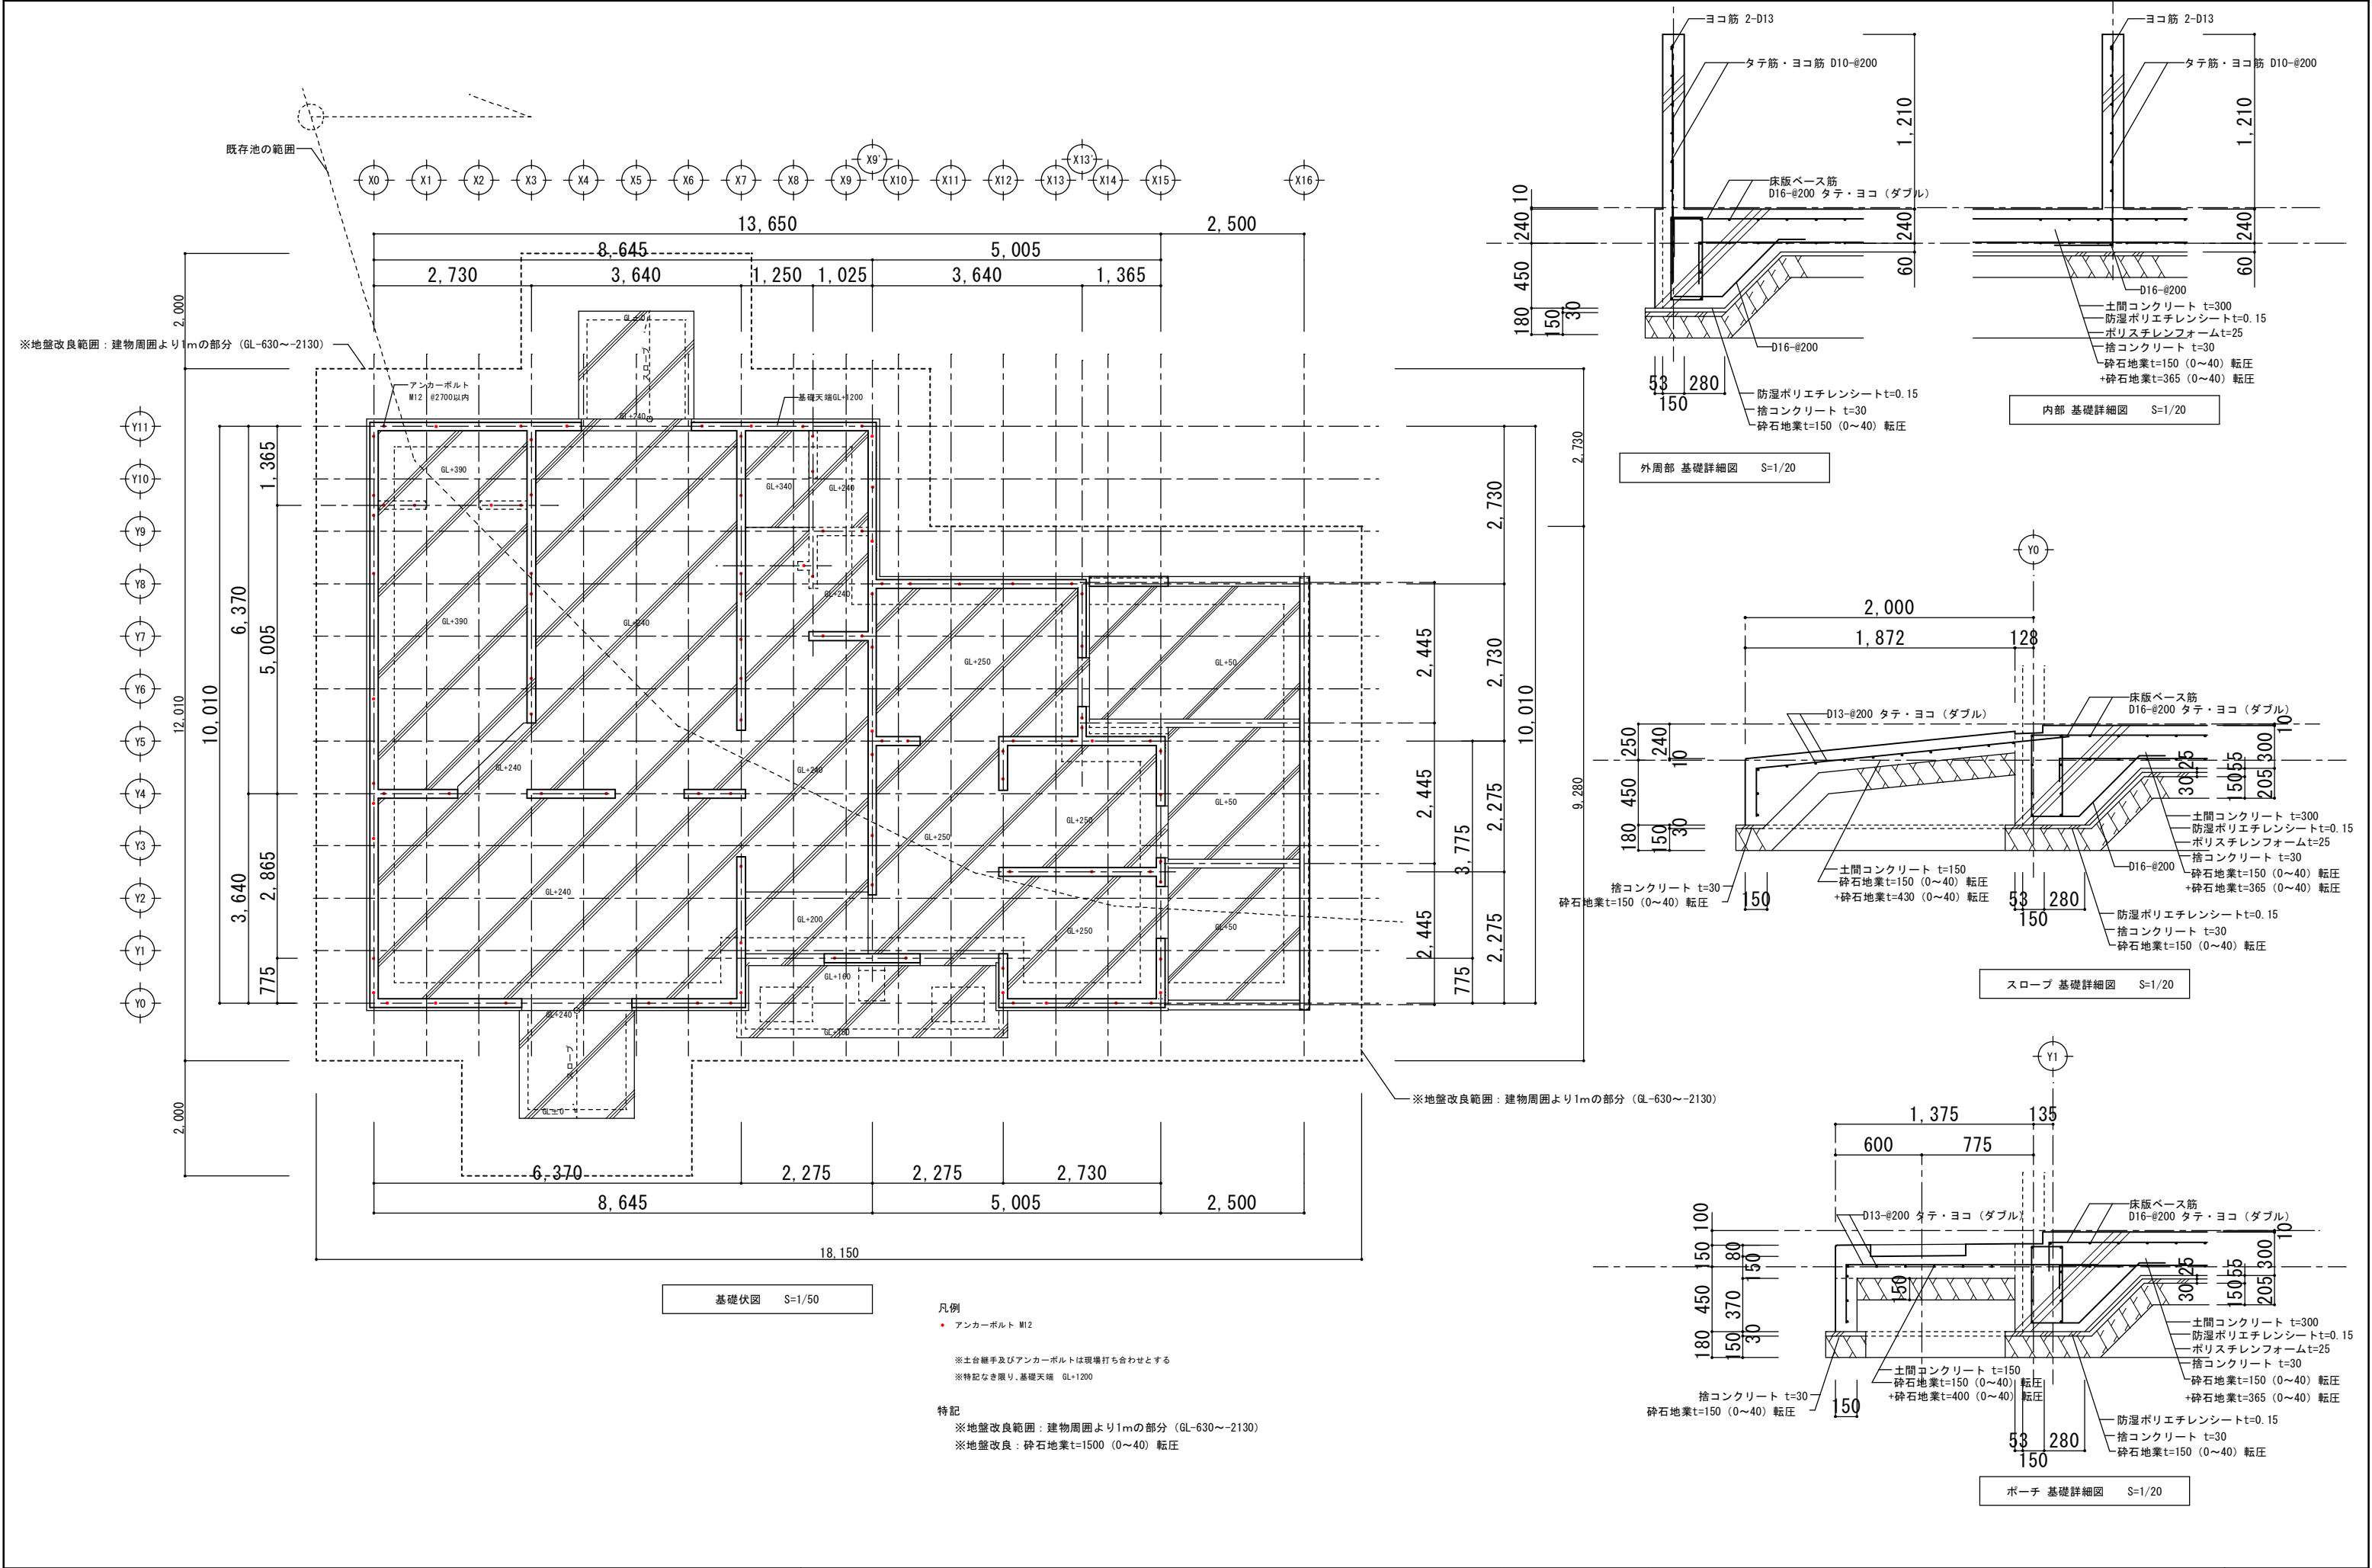 既存池の範囲
X0 X1 X2 X3 X4 X5 X6 X7 X8 X9 X9' X10 X11 X12 X13 X13' X14 X15 X16
13,650 2,500
8,645 5,005
2,730 3,640 1,250 1,025 3,640 1,365
2,000
※地盤改良範囲：建物周囲より1mの部分（GL-630～-2130）
アンカーボルト
M12 @2700以内
基礎天端GL+1200
GL±0
スロープ
GL+240
Y11
Y10
Y9
Y8
Y7
Y6
Y5
Y4
Y3
Y2
Y1
Y0
12,010
10,010
6,370
3,640
1,365
5,005
2,865
775
2,000
GL+390
GL+340
GL+240
GL+390
GL+240
GL+240
GL+250
GL+50
GL+240
GL+240
GL+50
GL+250
GL+250
GL+240
GL+200
GL+250
GL+50
GL+160
GL+240
スロープ
GL±0
2,445
2,445
2,445
3,775
775
2,730
2,730
2,275
2,275
10,010
2,730
9,280
※地盤改良範囲：建物周囲より1mの部分（GL-630～-2130）
6,370 2,275 2,275 2,730
8,645 5,005 2,500
18,150
基礎伏図 S=1/50
凡例
アンカーボルト M12
※土台継手及びアンカーボルトは現場打ち合わせとする
※特記なき限り、基礎天端 GL+1200
特記
※地盤改良範囲：建物周囲より1mの部分（GL-630～-2130）
※地盤改良：砕石地業t=1500（0～40）転圧
ヨコ筋 2-D13
タテ筋・ヨコ筋 D10-@200
床版ベース筋
D16-@200 タテ・ヨコ（ダブル）
1,210
240
60
10
240
450
180
150
30
D16-@200
53 280
150
防湿ポリエチレンシートt=0.15
捨コンクリート t=30
砕石地業t=150（0～40）転圧
外周部 基礎詳細図 S=1/20
ヨコ筋 2-D13
タテ筋・ヨコ筋 D10-@200
1,210
240
60
D16-@200
土間コンクリート t=300
防湿ポリエチレンシートt=0.15
ポリスチレンフォームt=25
捨コンクリート t=30
砕石地業t=150（0～40）転圧
+砕石地業t=365（0～40）転圧
内部 基礎詳細図 S=1/20
Y0
2,000
1,872 128
D13-@200 タテ・ヨコ（ダブル）
床版ベース筋
D16-@200 タテ・ヨコ（ダブル）
250
450
180
240
10
150
30
10
300
205
55
150
25
30
土間コンクリート t=300
防湿ポリエチレンシートt=0.15
ポリスチレンフォームt=25
捨コンクリート t=30
砕石地業t=150（0～40）転圧
+砕石地業t=365（0～40）転圧
D16-@200
土間コンクリート t=150
砕石地業t=150（0～40）転圧
+砕石地業t=430（0～40）転圧
捨コンクリート t=30
砕石地業t=150（0～40）転圧
150
53 280
150
防湿ポリエチレンシートt=0.15
捨コンクリート t=30
砕石地業t=150（0～40）転圧
スロープ 基礎詳細図 S=1/20
Y1
1,375 135
600 775
D13-@200 タテ・ヨコ（ダブル）
床版ベース筋
D16-@200 タテ・ヨコ（ダブル）
100
150
450
180
80
150
370
150
30
150
10
300
205
55
150
25
30
土間コンクリート t=300
防湿ポリエチレンシートt=0.15
ポリスチレンフォームt=25
捨コンクリート t=30
砕石地業t=150（0～40）転圧
+砕石地業t=365（0～40）転圧
土間コンクリート t=150
砕石地業t=150（0～40）転圧
+砕石地業t=400（0～40）転圧
捨コンクリート t=30
砕石地業t=150（0～40）転圧
150
53 280
150
防湿ポリエチレンシートt=0.15
捨コンクリート t=30
砕石地業t=150（0～40）転圧
ポーチ 基礎詳細図 S=1/20